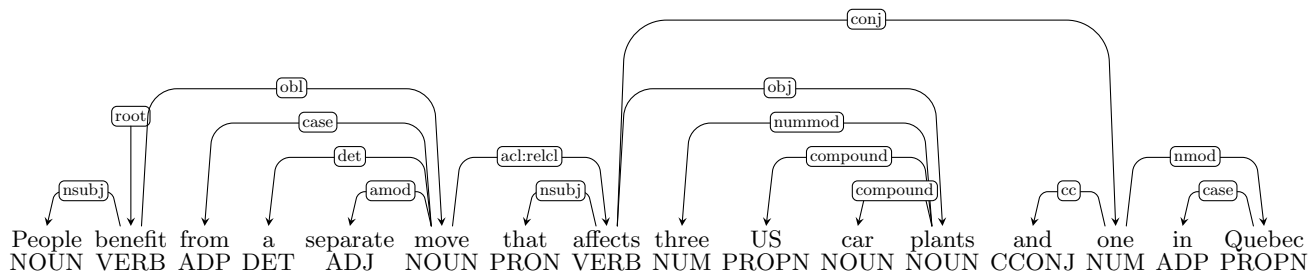 conj
obl obj
root case nummod
det acl:relcl compound nmod
nsubj amod nsubj compound cc case
People benefit from a separate move that affects three US car plants and one in Quebec
NOUN VERB ADP DET ADJ NOUN PRON VERB NUM PROPN NOUN NOUN CCONJ NUM ADP PROPN